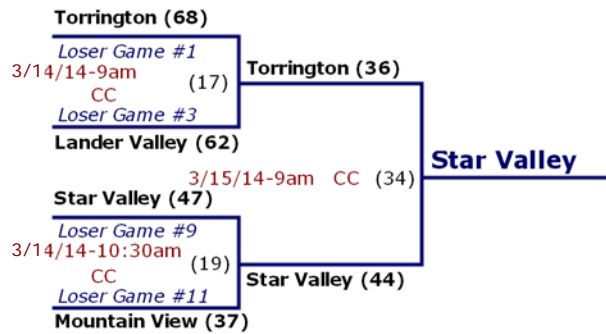 Torrington (68)
Loser Game #1
3/14/14-9am
(17)
CC
Loser Game #3
Lander Valley (62)
Torrington (36)
3/15/14-9am CC (34)
Star Valley
Star Valley (47)
Loser Game #9
3/14/14-10:30am
(19)
CC
Loser Game #11
Mountain View (37)
Star Valley (44)